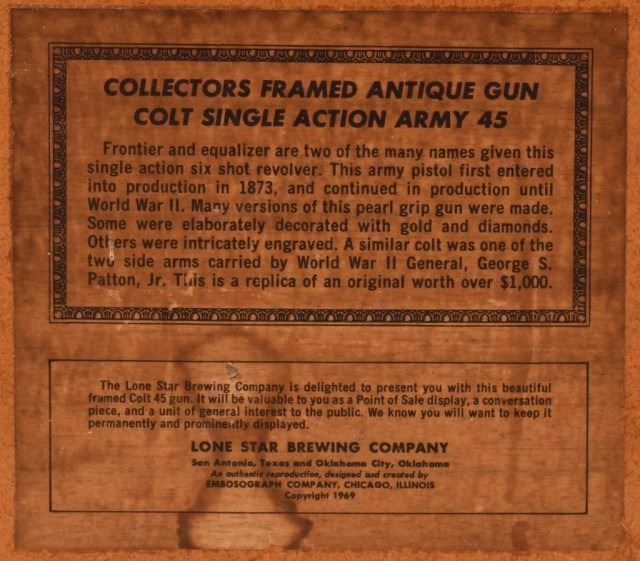 COLLECTORS FRAMED ANTIQUE GUN
COLT SINGLE ACTION ARMY 45
Frontier and equalizer are two of the many names given this
single action six shot revolver. This army pistol first entered
into production in 1873, and continued in production until
World War II. Many versions of this pearl grip gun were made.
Some were elaborately decorated with gold and diamonds.
Others were intricately engraved. A similar colt was one of the
two side arms carried by World War II General, George S.
Patton, Jr. This is a replica of an original worth over $1,000.
The Lone Star Brewing Company is delighted to present you with this beautiful
framed Colt 45 gun. It will be valuable to you as a Point of Sale display, a conversation
piece, and a unit of general interest to the public. We know you will want to keep it
permanently and prominently displayed.
LONE STAR BREWING COMPANY
San Antonio, Texas and Oklahoma City, Oklahoma
An authentic reproduction, designed and created by
EMBOSOGRAPH COMPANY, CHICAGO, ILLINOIS
Copyright 1969